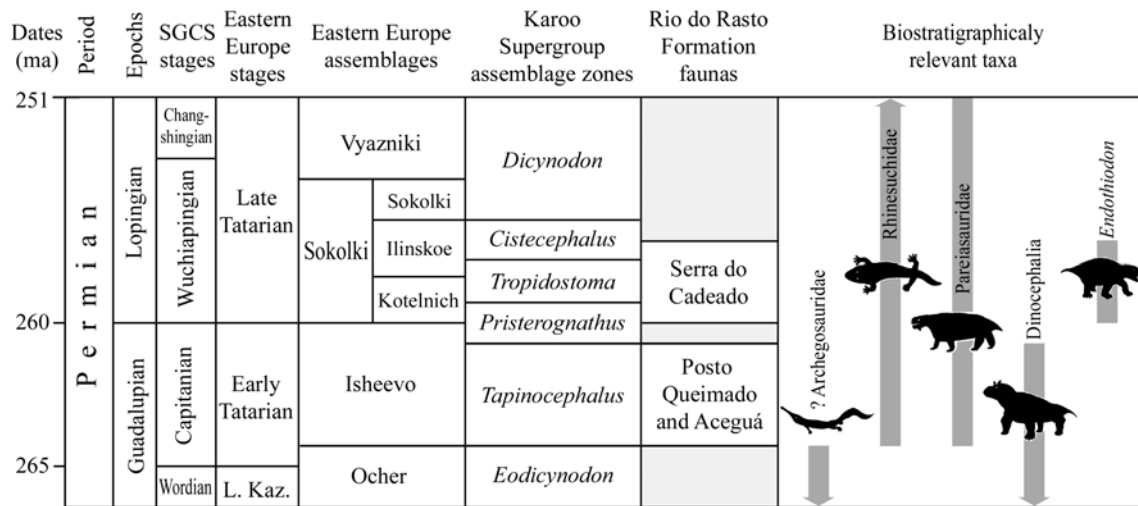 Dates
(ma)
Period
Epochs
SGCS
stages
Eastern
Europe
stages
Eastern Europe
assemblages
Karoo
Supergroup
assemblage zones
Rio do Rasto
Formation
faunas
Biostratigraphicaly
relevant taxa
251
260
265
Permian
Lopingian
Guadalupian
Chang-
shingian
Wuchiapingian
Capitanian
Wordian
Late
Tatarian
Early
Tatarian
L. Kaz.
Vyazniki
Sokolki
Sokolki
Ilinskoe
Kotelnich
Isheevo
Ocher
Dicynodon
Cistecephalus
Tropidostoma
Pristerognathus
Tapinocephalus
Eodicynodon
Serra do
Cadeado
Posto
Queimado
and Aceguá
? Archegosauridae
Rhinesuchidae
Pareiasauridae
Dinocephalia
Endothiodon